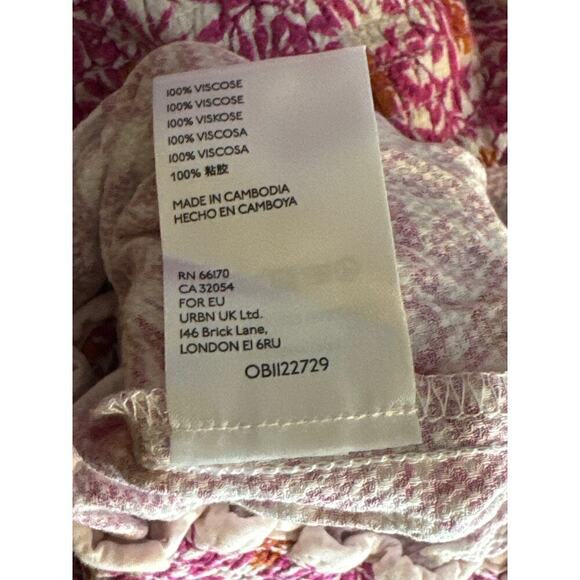 100% VISCOSE
100% VISCOSE
100% VISKOSE
100% VISCOSA
100% VISCOSA
100% 粘胶
MADE IN CAMBODIA
HECHO EN CAMBOYA
RN 66170
CA 32054
FOR EU
URBN UK Ltd.
146 Brick Lane,
LONDON E1 6RU
OB1122729